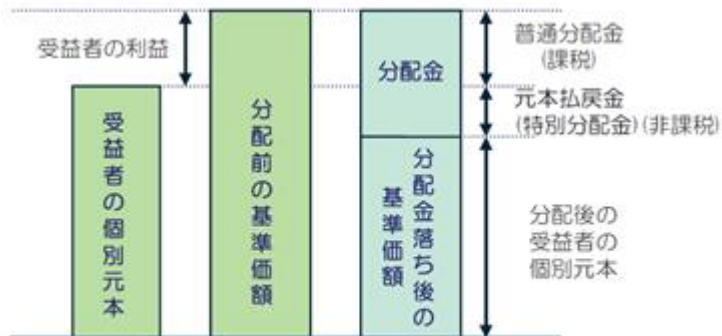 受益者の利益
受益者の個別元本
分配前の基準価額
分配金
分配金落ち後の
基準価額
普通分配金
(課税)
元本払戻金
(特別分配金)(非課税)
分配後の
受益者の
個別元本